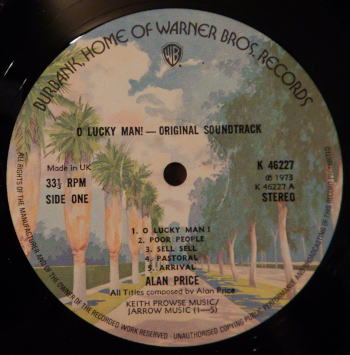 BURBANK, HOME OF WARNER BROS. RECORDS
WB
O LUCKY MAN! — ORIGINAL SOUNDTRACK
Made in UK
33⅓ RPM
SIDE ONE
K 46227
℗ 1973
K 46227 A
STEREO
1. O LUCKY MAN!
2. POOR PEOPLE
3. SELL SELL
4. PASTORAL
5. ARRIVAL
ALAN PRICE
All Titles composed by Alan Price
KEITH PROWSE MUSIC/
JARROW MUSIC (1—5)
ALL RIGHTS OF THE MANUFACTURER AND OF THE OWNER OF THE RECORDED WORK RESERVED · UNAUTHORISED COPYING PUBLIC PERFORMANCE AND BROADCASTING OF THIS RECORD PROHIBITED